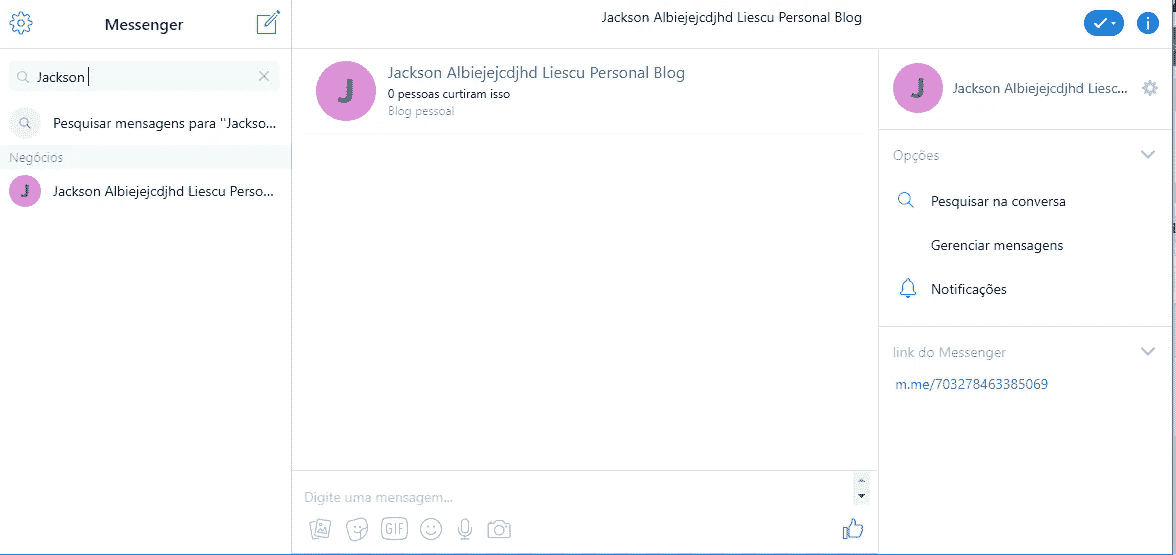 Messenger
Jackson
Pesquisar mensagens para "Jackso...
Negócios
J
Jackson Albiejejcdjhd Liescu Perso...
Jackson Albiejejcdjhd Liescu Personal Blog
J
Jackson Albiejejcdjhd Liescu Personal Blog
0 pessoas curtiram isso
Blog pessoal
Digite uma mensagem...
GIF
J
Jackson Albiejejcdjhd Liesc...
Opções
Pesquisar na conversa
Gerenciar mensagens
Notificações
link do Messenger
m.me/703278463385069